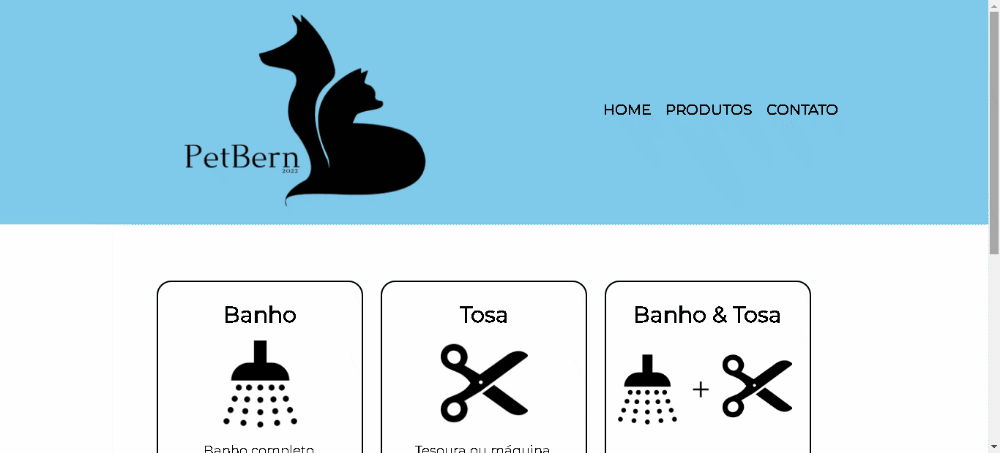 PetBern
2022
HOME PRODUTOS CONTATO
Banho
Tosa
Banho & Tosa
+
Banho completo
Tesoura ou máquina